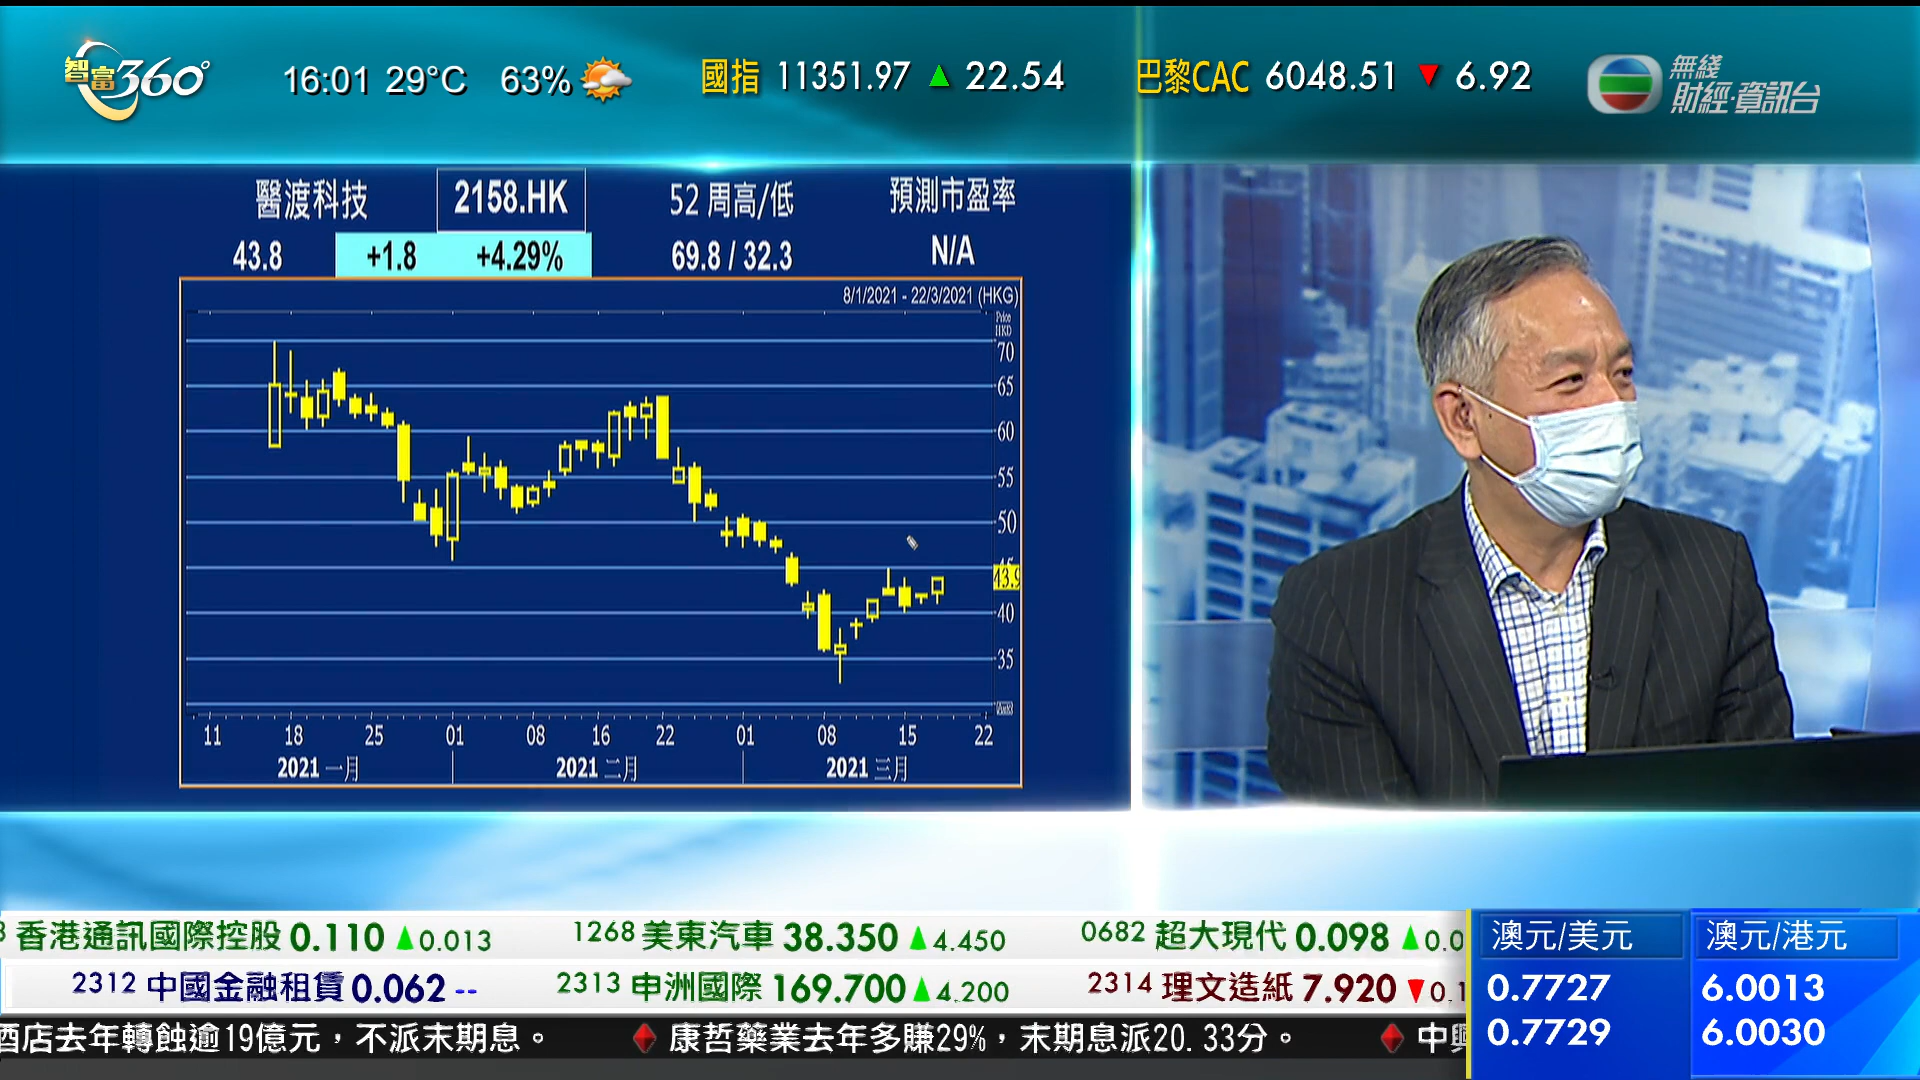 智富360°
16:01 29°C 63%
國指 11351.97 ▲ 22.54
巴黎CAC 6048.51 ▼ 6.92
無綫
財經·資訊台
醫渡科技 2158.HK 52 周高/低 預測市盈率
43.8 +1.8 +4.29% 69.8 / 32.3 N/A
8/1/2021 - 22/3/2021 (HKG)
Price
HKD
70
65
60
55
50
45
43.9
40
35
11 18 25 01 08 16 22 01 08 15 22
2021 一月 2021 二月 2021 三月
香港通訊國際控股 0.110 ▲ 0.013 1268 美東汽車 38.350 ▲ 4.450 0682 超大現代 0.098 ▲ 0.0
2312 中國金融租賃 0.062 -- 2313 申洲國際 169.700 ▲ 4.200 2314 理文造紙 7.920 ▼ 0.1
酒店去年轉蝕逾19億元，不派末期息。 ♦ 康哲藥業去年多賺29%，末期息派20.33分。 ♦ 中興
澳元/美元 澳元/港元
0.7727 6.0013
0.7729 6.0030